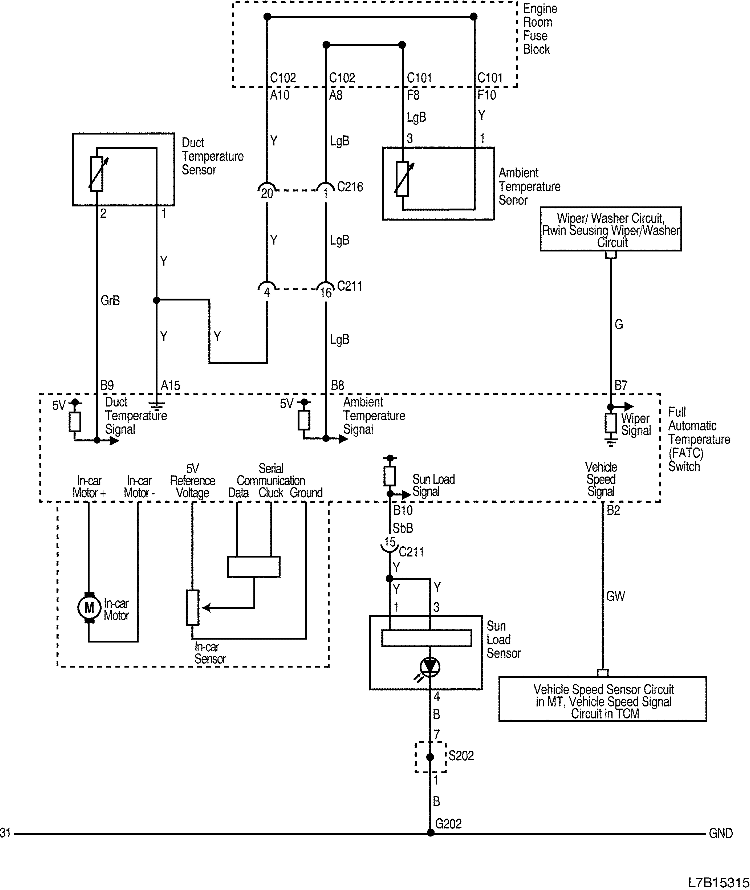 Engine
Room
Fuse
Block
C102 C102 C101 C101
A10 A8 F8 F10
Y LgB LgB Y
3 1
Duct
Temperature
Sensor
2 1
Ambient
Temperature
Senor
20 1 C216
Wiper/ Washer Circuit,
Rwin Seusing Wiper/Washer
Circuit
Y Y LgB
4 16 C211
GrB
Y Y LgB
G
B9 A15 B8 B7
5V Duct
Temperature
Signal
5V Ambient
Temperature
Signal
Wiper
Signal
Full
Automatic
Temperature
(FATC)
Switch
In-car
Motor +
In-car
Motor -
5V
Reference
Voltage
Serial
Communication
Data Cluck Ground
Sun Load
Signal
Vehicle
Speed
Signal
B10 B2
SbB
15 C211
Y
Y Y
1 3
GW
M In-car
Motor
In-car
Sensor
Sun
Load
Sensor
4
B
Vehicle Speed Sensor Circuit
in MT, Vehicle Speed Signal
Circuit in TCM
7
S202
1
B
G202
31 GND
L7B15315